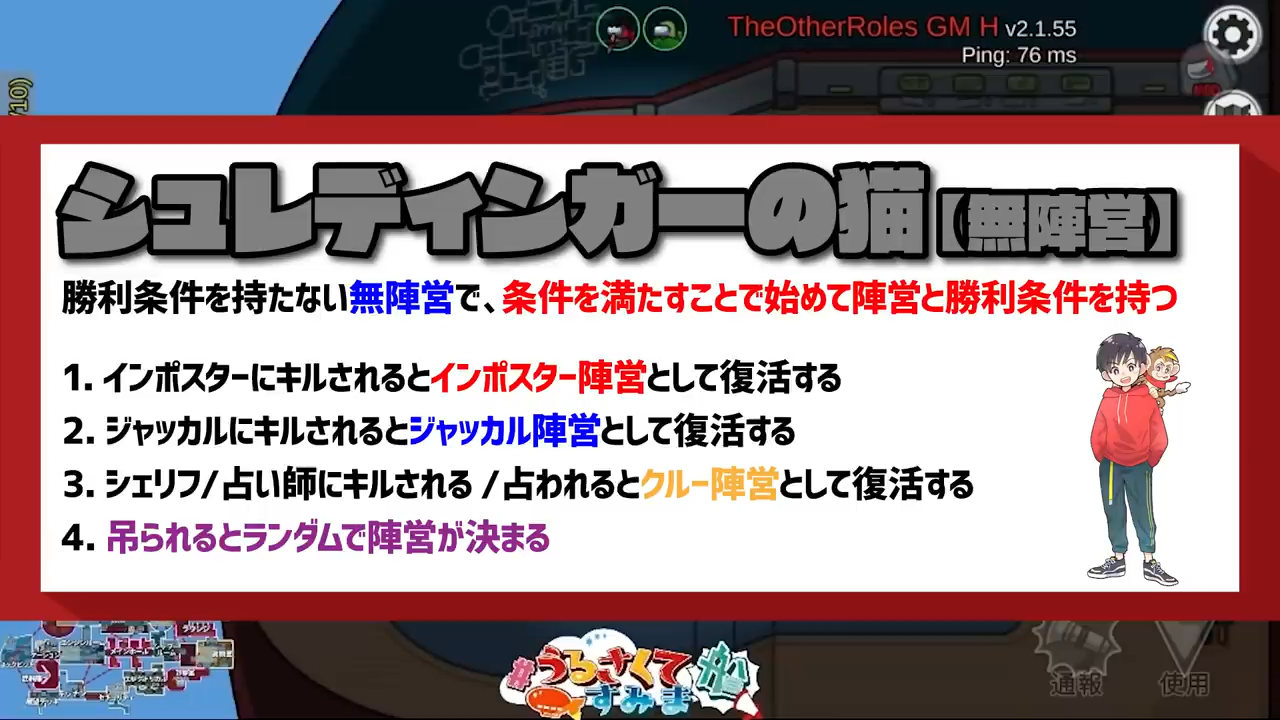 TheOtherRoles GM H v2.1.55
Ping: 76 ms
シュレディンガーの猫【無陣営】
勝利条件を持たない無陣営で、条件を満たすことで始めて陣営と勝利条件を持つ
1. インポスターにキルされるとインポスター陣営として復活する
2. ジャッカルにキルされるとジャッカル陣営として復活する
3. シェリフ/占い師にキルされる /占われるとクルー陣営として復活する
4. 吊られるとランダムで陣営が決まる
#うるさくて
すみま
通報
使用